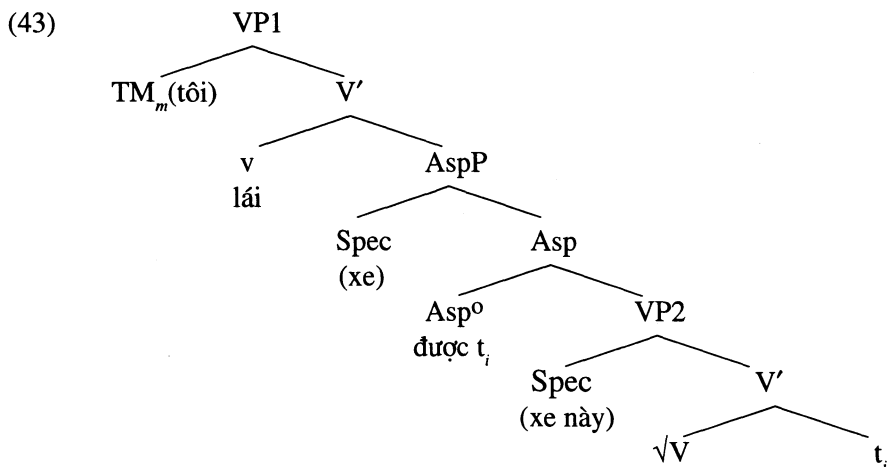 (43) VP1
TMm(tôi) V′
v AspP
lái
Spec Asp
(xe)
Aspᴼ VP2
được ti
Spec V′
(xe này)
√V ti